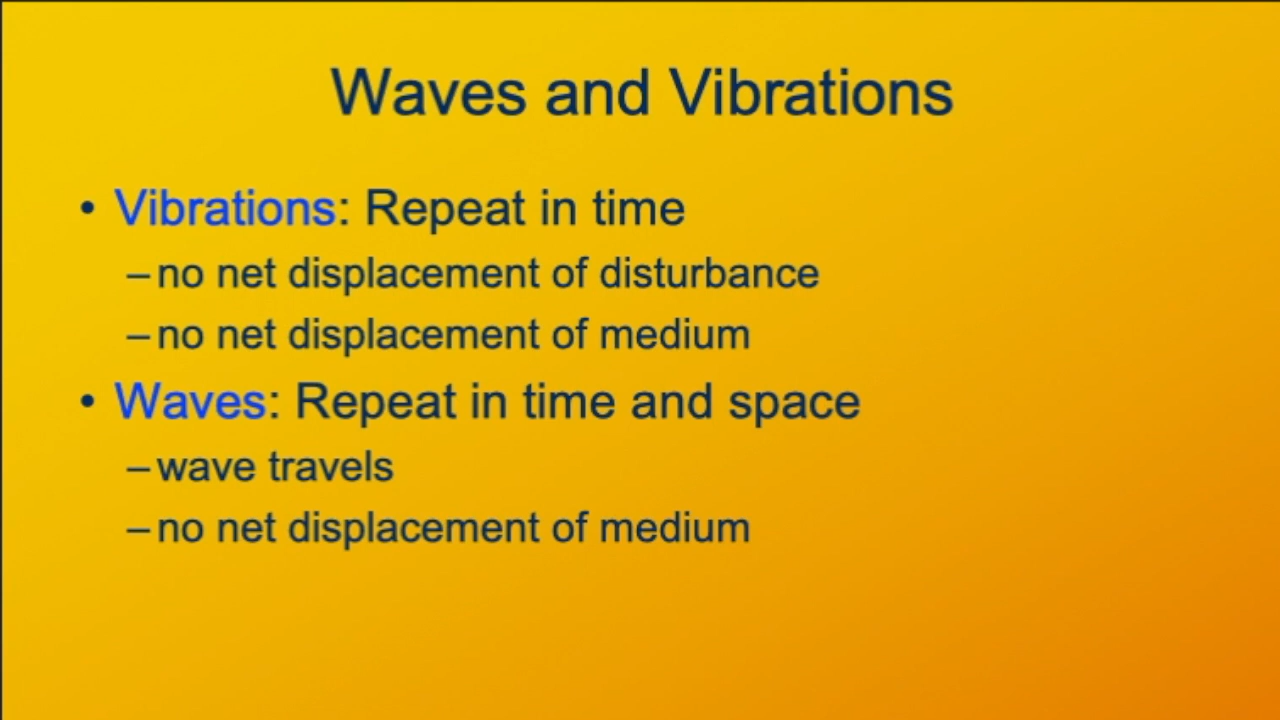 Waves and Vibrations
• Vibrations: Repeat in time
– no net displacement of disturbance
– no net displacement of medium
• Waves: Repeat in time and space
– wave travels
– no net displacement of medium